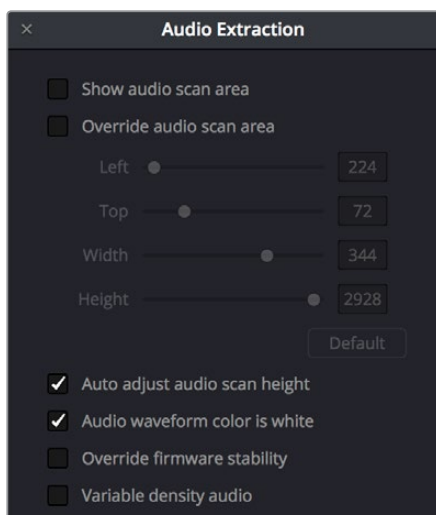 Audio Extraction
Show audio scan area
Override audio scan area
Left 224
Top 72
Width 344
Height 2928
Default
Auto adjust audio scan height
Audio waveform color is white
Override firmware stability
Variable density audio